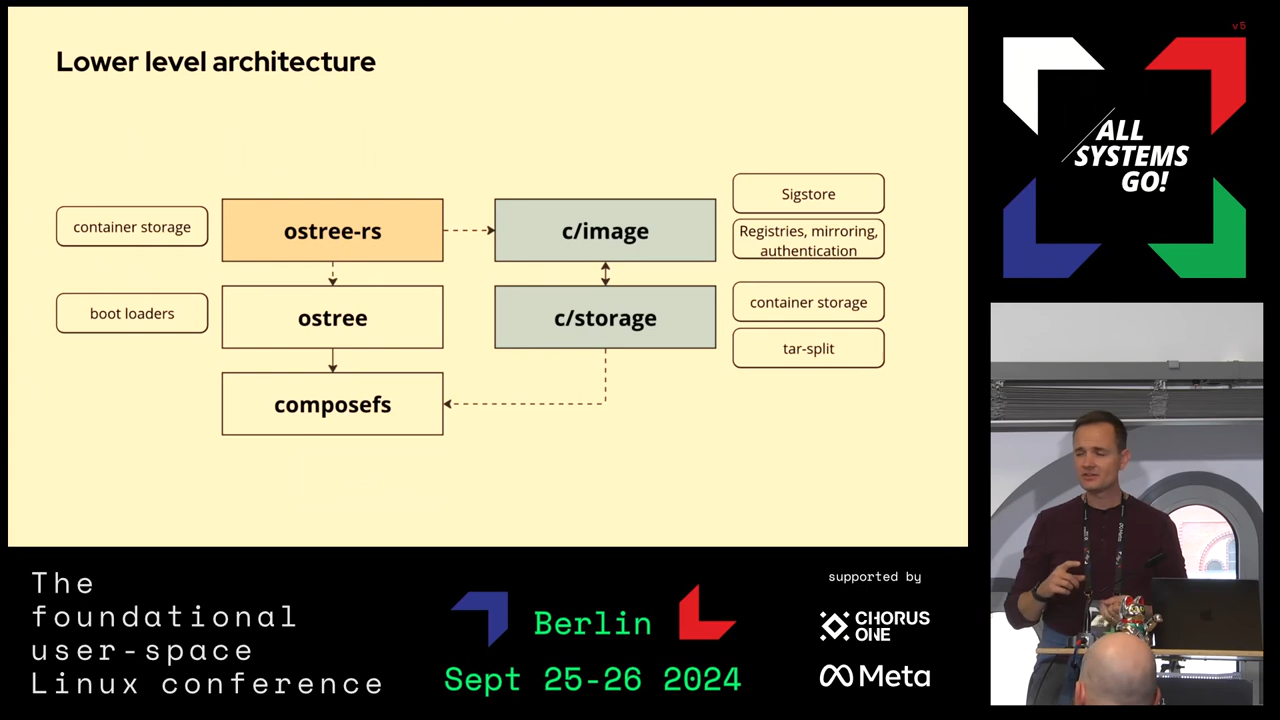 Lower level architecture
container storage
ostree-rs
c/image
Sigstore
Registries, mirroring,
authentication
boot loaders
ostree
c/storage
container storage
tar-split
composefs
v5
ALL
SYSTEMS
GO!
The
foundational
user-space
Linux conference
Berlin
Sept 25-26 2024
supported by
CHORUS
ONE
Meta